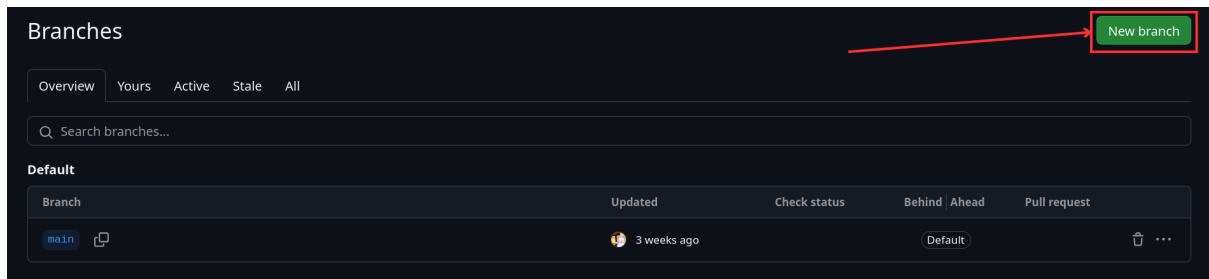 Branches
New branch
Overview Yours Active Stale All
Search branches...
Default
Branch Updated Check status Behind Ahead Pull request
main 3 weeks ago Default